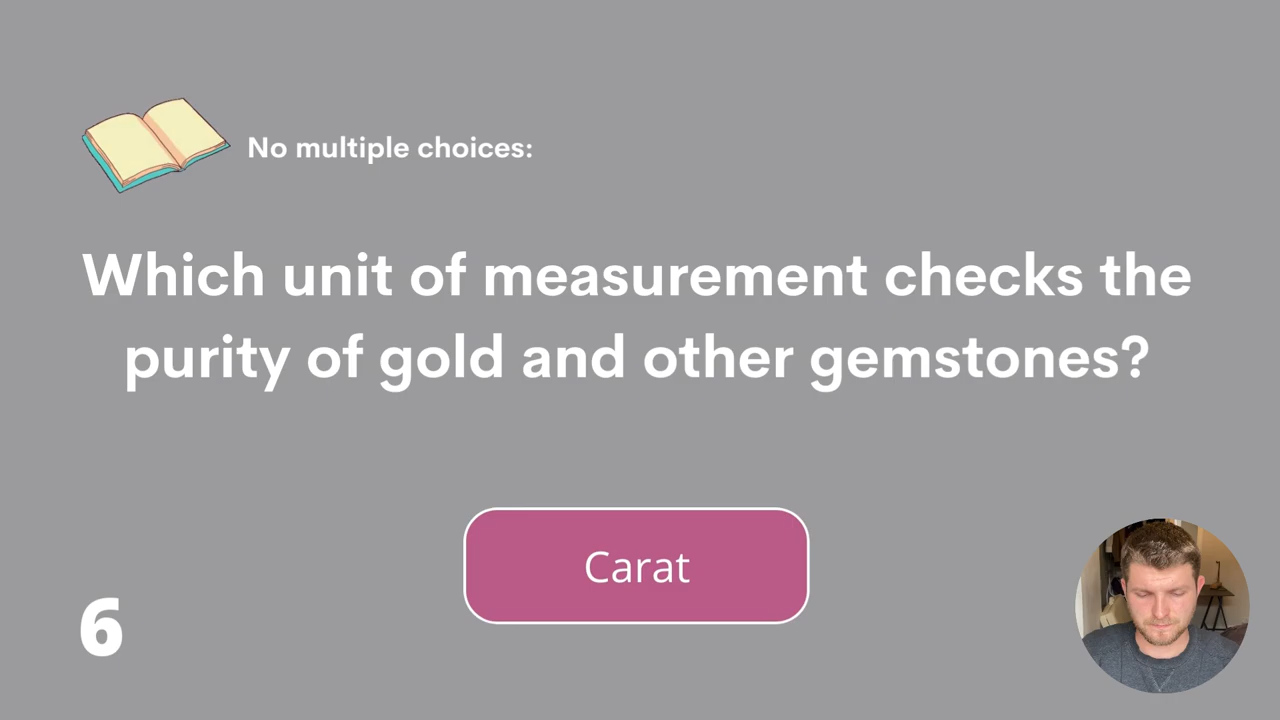 No multiple choices:
Which unit of measurement checks the
purity of gold and other gemstones?
Carat
6